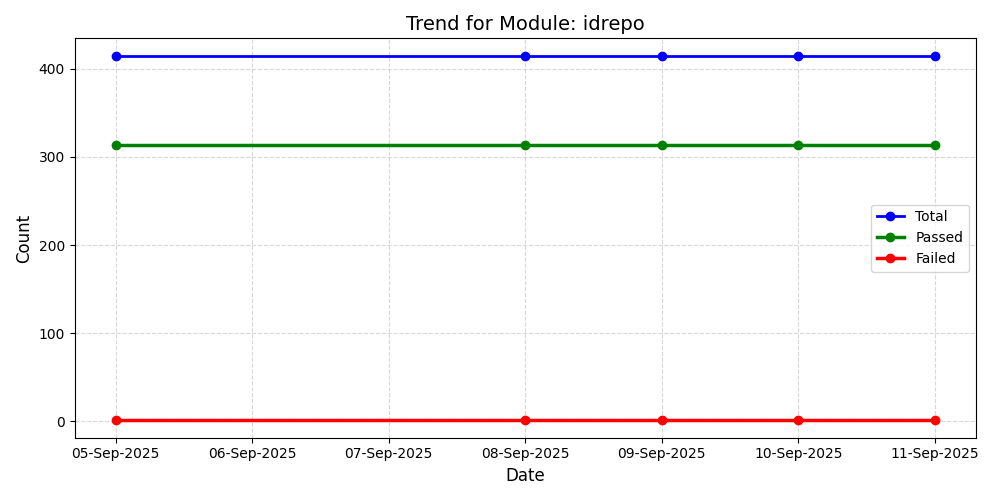 Trend for Module: idrepo
Count
400
300
200
100
0
Total
Passed
Failed
05-Sep-2025
06-Sep-2025
07-Sep-2025
08-Sep-2025
09-Sep-2025
10-Sep-2025
11-Sep-2025
Date